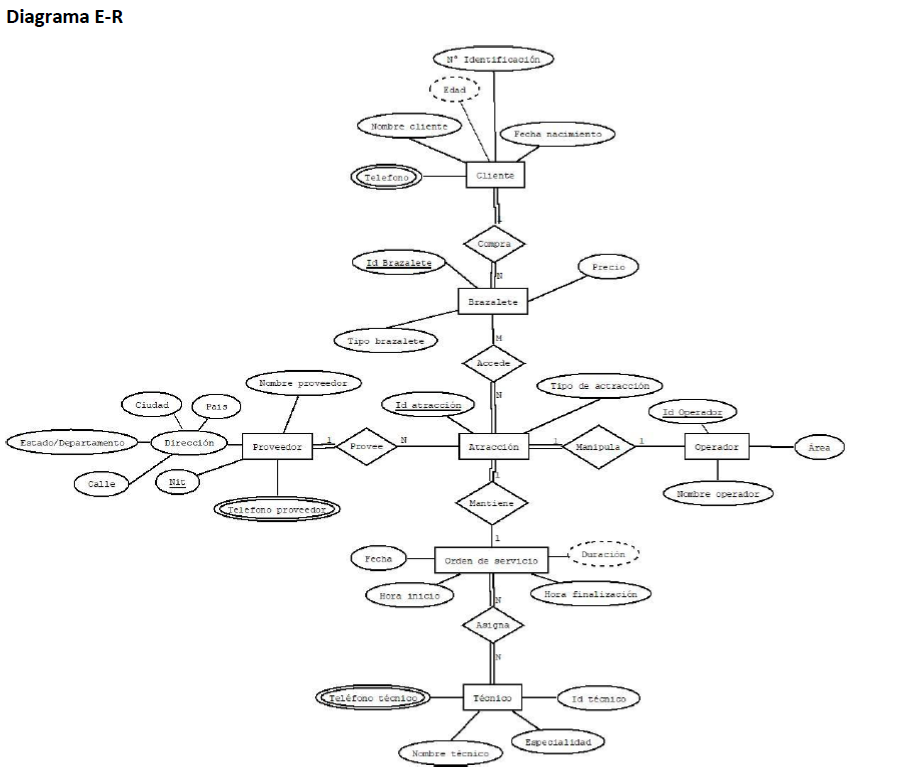 Diagrama E-R
N° Identificación
Edad
Nombre cliente
Fecha nacimiento
Telefono
Cliente
1
Compra
Id Brazalete
Precio
N
Brazalete
Tipo brazalete
M
Accede
Nombre proveedor
Tipo de actracción
N
Ciudad
Pais
Id atracción
Id Operador
Estado/Departamento
Dirección
Proveedor
1
Provee
N
Atracción
1
Manipula
1
Operador
Área
Calle
Nit
1
Nombre operador
Telefono proveedor
Mantiene
1
Fecha
Orden de servicio
Duración
Hora inicio
Hora finalización
N
Asigna
N
Teléfono técnico
Técnico
Id técnico
Nombre técnico
Especialidad